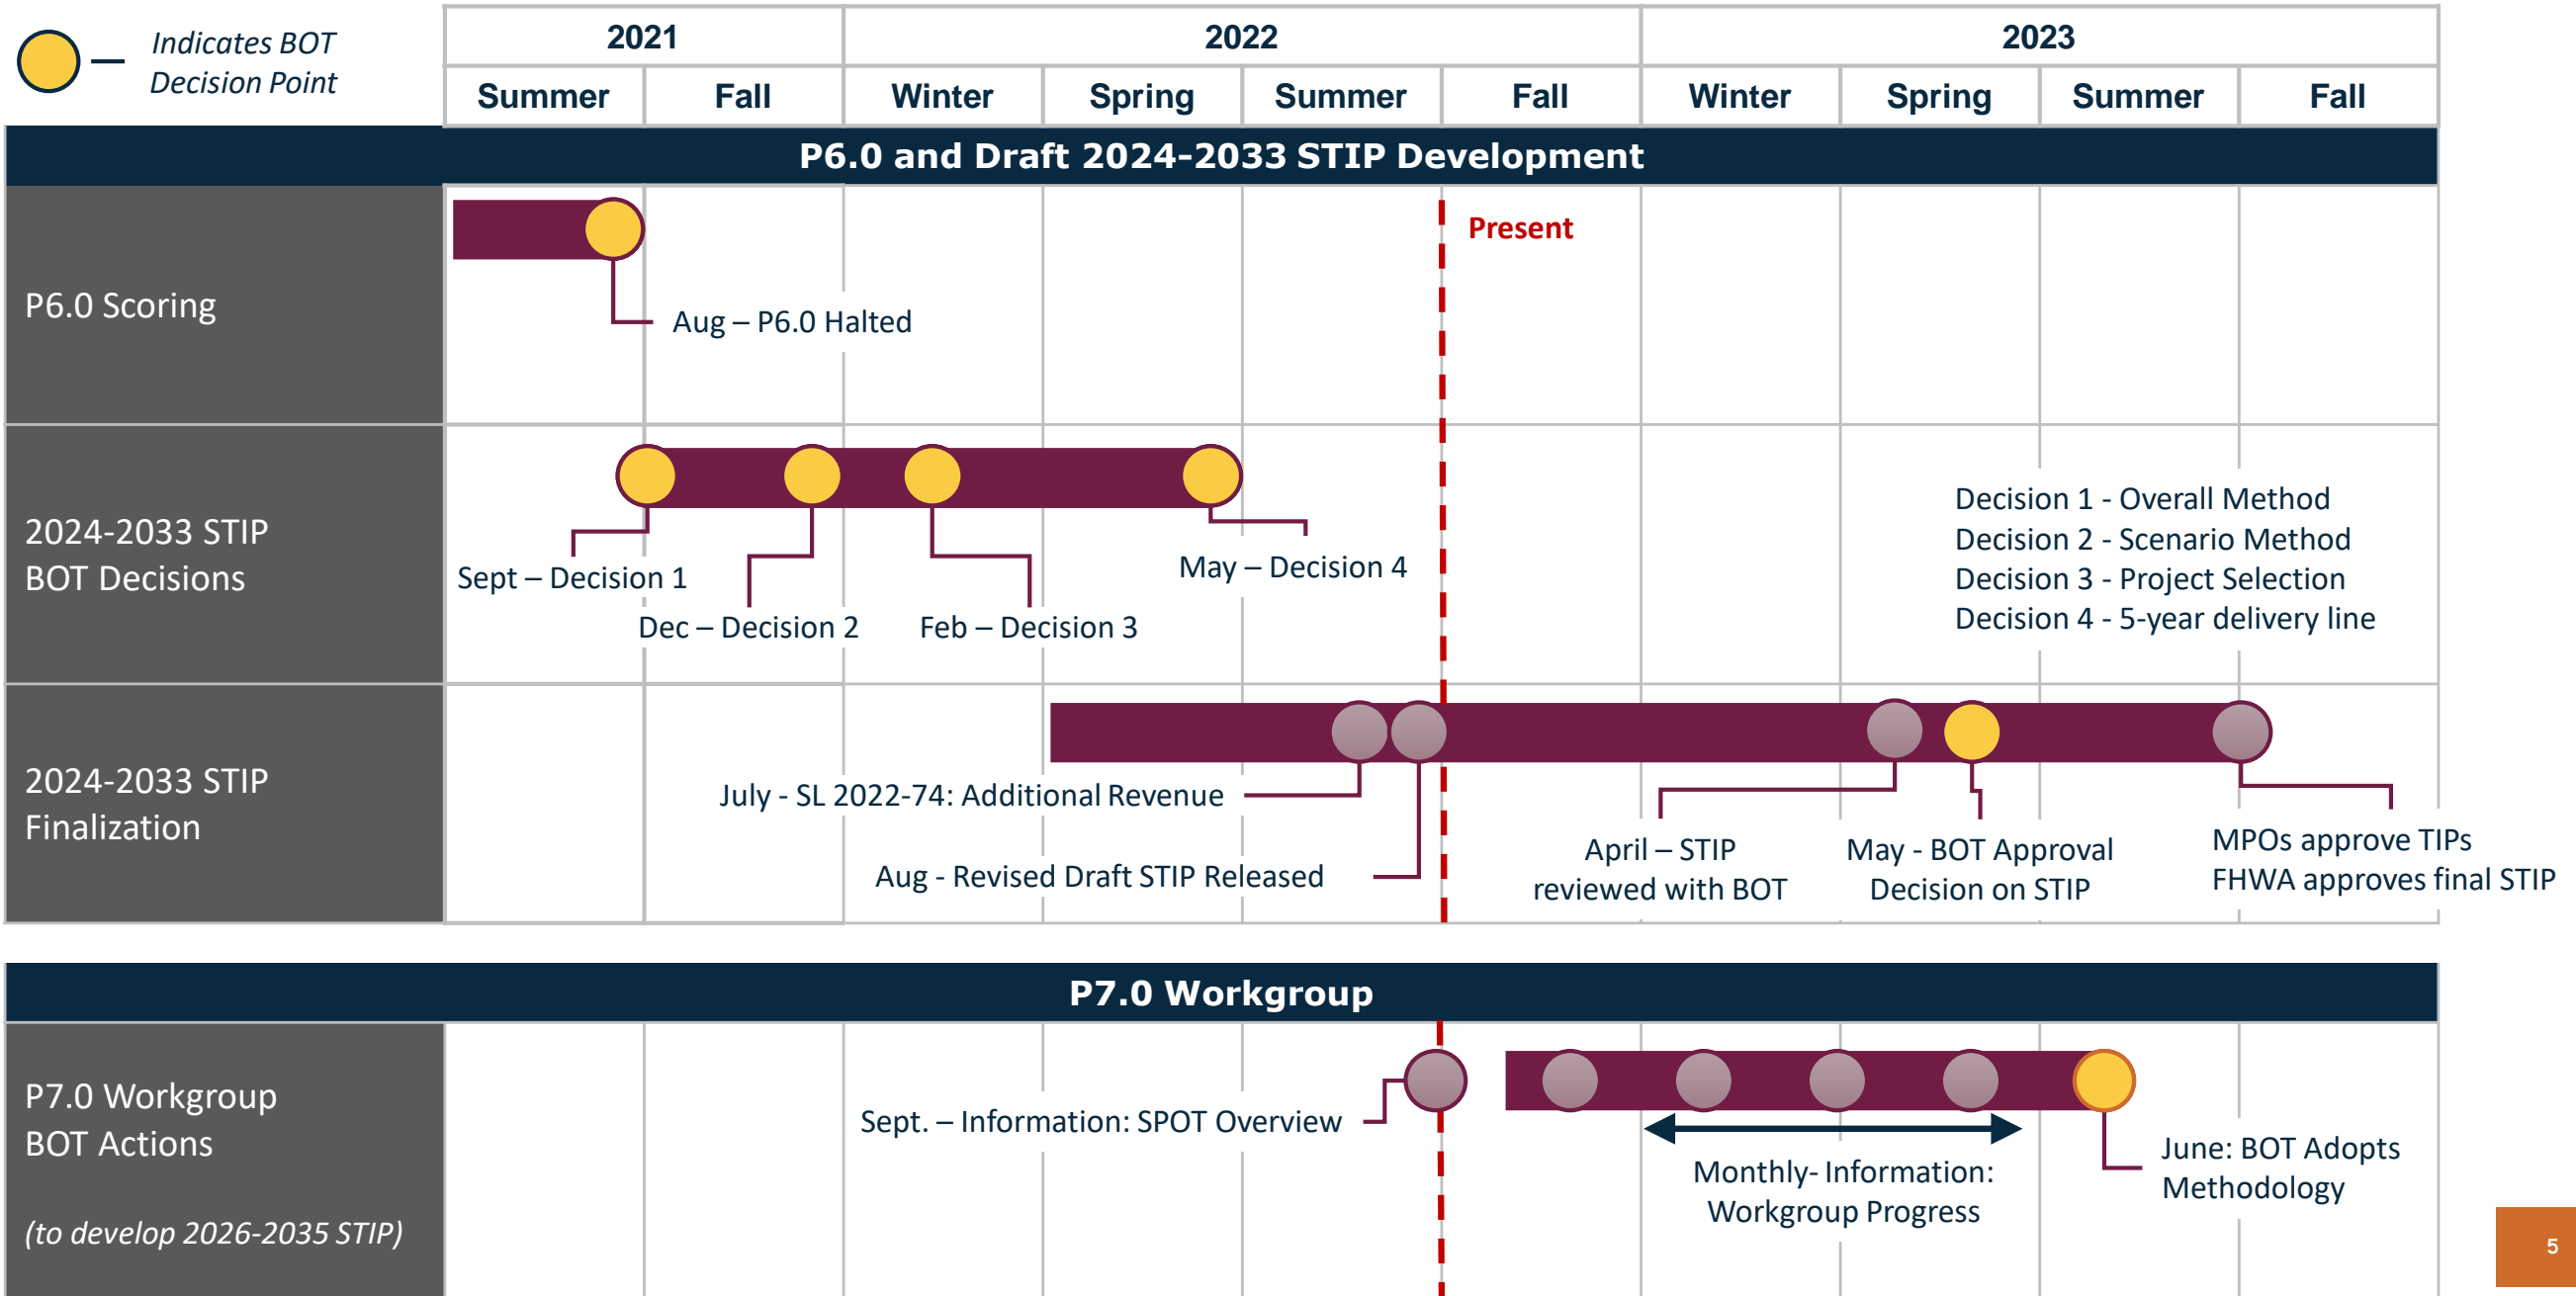 Indicates BOT
Decision Point
2021
2022
2023
Summer
Fall
Winter
Spring
Summer
Fall
Winter
Spring
Summer
Fall
P6.0 and Draft 2024-2033 STIP Development
P6.0 Scoring
Present
Aug – P6.0 Halted
2024-2033 STIP
BOT Decisions
Sept – Decision 1
Dec – Decision 2
Feb – Decision 3
May – Decision 4
Decision 1 - Overall Method
Decision 2 - Scenario Method
Decision 3 - Project Selection
Decision 4 - 5-year delivery line
2024-2033 STIP
Finalization
July - SL 2022-74: Additional Revenue
Aug - Revised Draft STIP Released
April – STIP
reviewed with BOT
May - BOT Approval
Decision on STIP
MPOs approve TIPs
FHWA approves final STIP
P7.0 Workgroup
P7.0 Workgroup
BOT Actions
(to develop 2026-2035 STIP)
Sept. – Information: SPOT Overview
Monthly- Information:
Workgroup Progress
June: BOT Adopts
Methodology
5